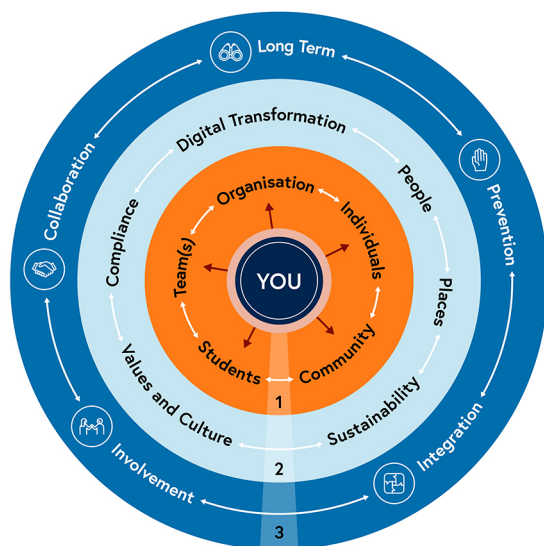 Long Term
Prevention
Integration
Involvement
Collaboration
Digital Transformation
People
Places
Sustainability
Values and Culture
Compliance
Organisation
Individuals
Community
Students
Team(s)
YOU
1
2
3